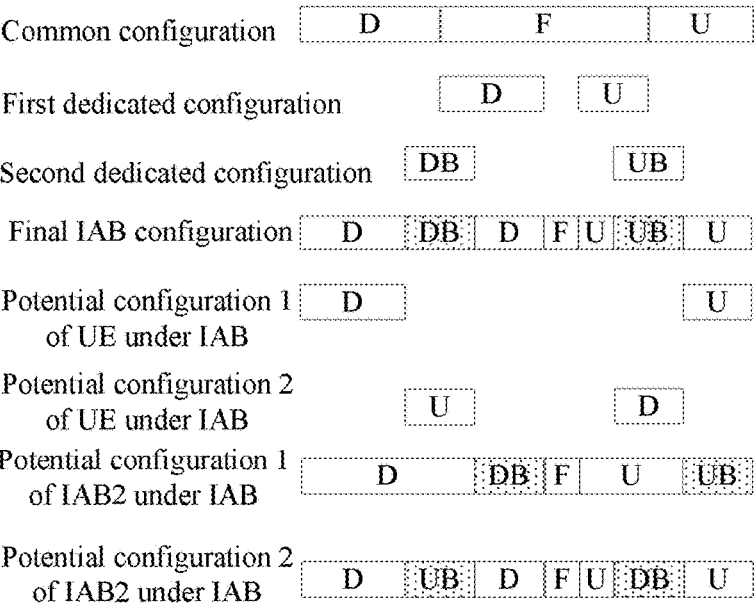 Common configuration D F U
First dedicated configuration D U
Second dedicated configuration DB UB
Final IAB configuration D DB D F U UB U
Potential configuration 1
of UE under IAB D U
Potential configuration 2
of UE under IAB U D
Potential configuration 1
of IAB2 under IAB D DB F U UB
Potential configuration 2
of IAB2 under IAB D UB D F U DB U